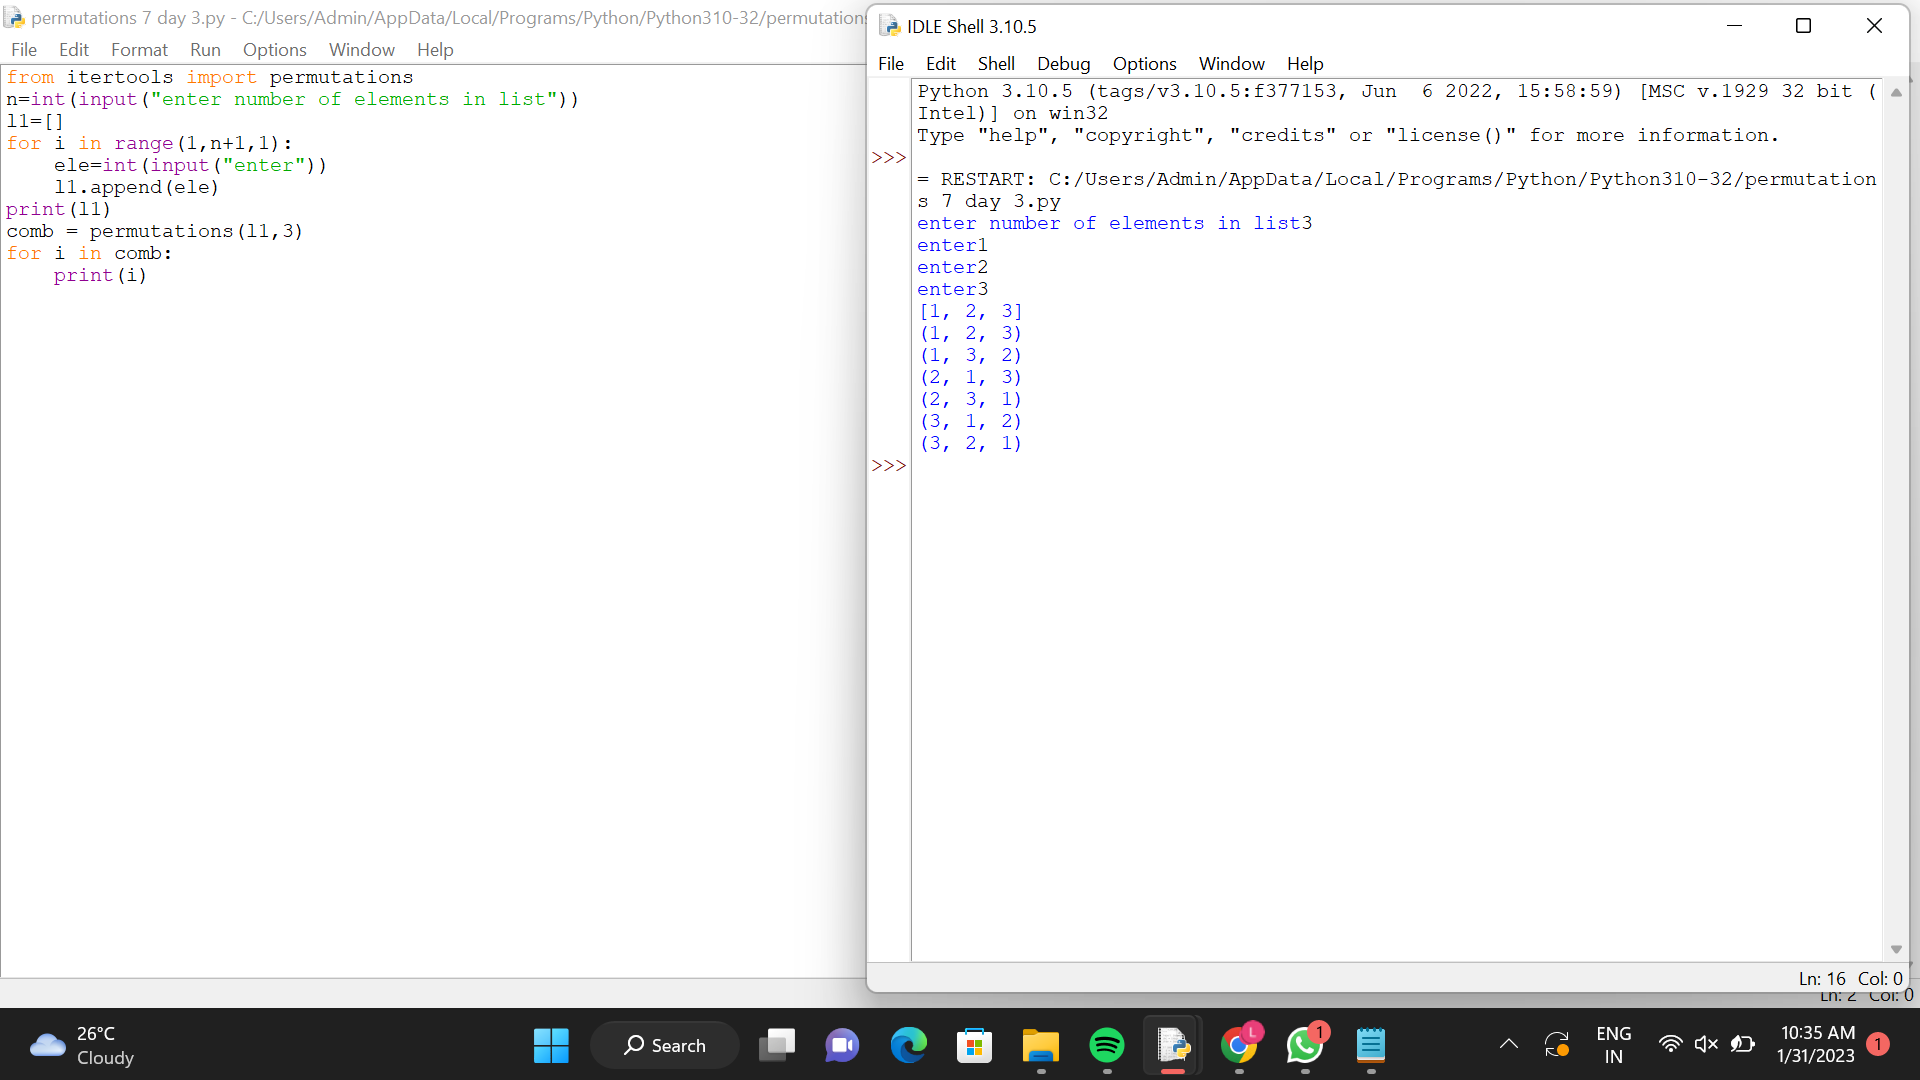 permutations 7 day 3.py - C:/Users/Admin/AppData/Local/Programs/Python/Python310-32/permutations
File Edit Format Run Options Window Help
from itertools import permutations
n=int(input("enter number of elements in list"))
l1=[]
for i in range(1,n+1,1):
    ele=int(input("enter"))
    l1.append(ele)
print(l1)
comb = permutations(l1,3)
for i in comb:
    print(i)
IDLE Shell 3.10.5
File Edit Shell Debug Options Window Help
Python 3.10.5 (tags/v3.10.5:f377153, Jun  6 2022, 15:58:59) [MSC v.1929 32 bit (
Intel)] on win32
Type "help", "copyright", "credits" or "license()" for more information.
>>>
= RESTART: C:/Users/Admin/AppData/Local/Programs/Python/Python310-32/permutation
s 7 day 3.py
enter number of elements in list3
enter1
enter2
enter3
[1, 2, 3]
(1, 2, 3)
(1, 3, 2)
(2, 1, 3)
(2, 3, 1)
(3, 1, 2)
(3, 2, 1)
>>>
Ln: 16 Col: 0
Ln: 2 Col: 0
26°C
Cloudy
Search
L
1
ENG
IN
10:35 AM
1/31/2023
1